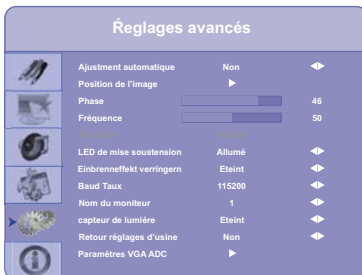 Ŕeglages avancés
Ajustment automatique Non
Position de l'image
Phase 46
Fréquence 50
LED de mise soustension Allumé
Einbrenneffekt verringern Eteint
Baud Taux 115200
Nom du moniteur 1
capteur de lumière Eteint
Retour réglages d'usine Non
Paramètres VGA ADC